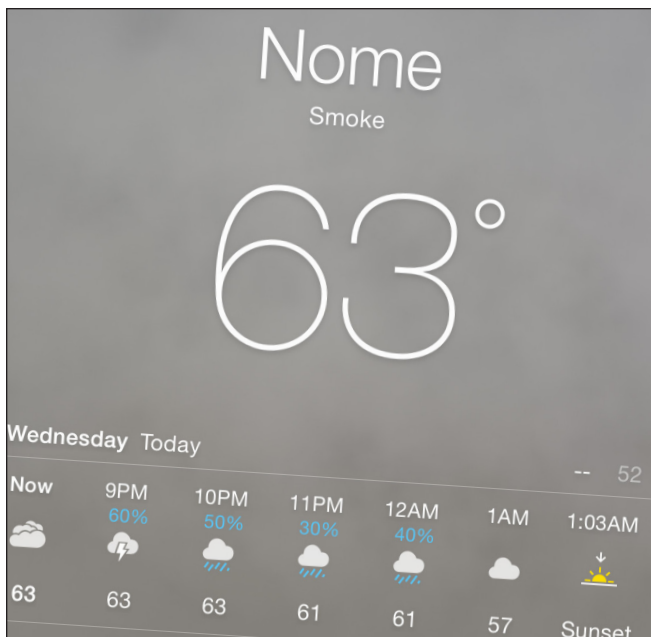 Nome
Smoke
63°
Wednesday Today -- 52
Now 9PM 10PM 11PM 12AM 1AM 1:03AM
60% 50% 30% 40%
63 63 63 61 61 57 Sunset